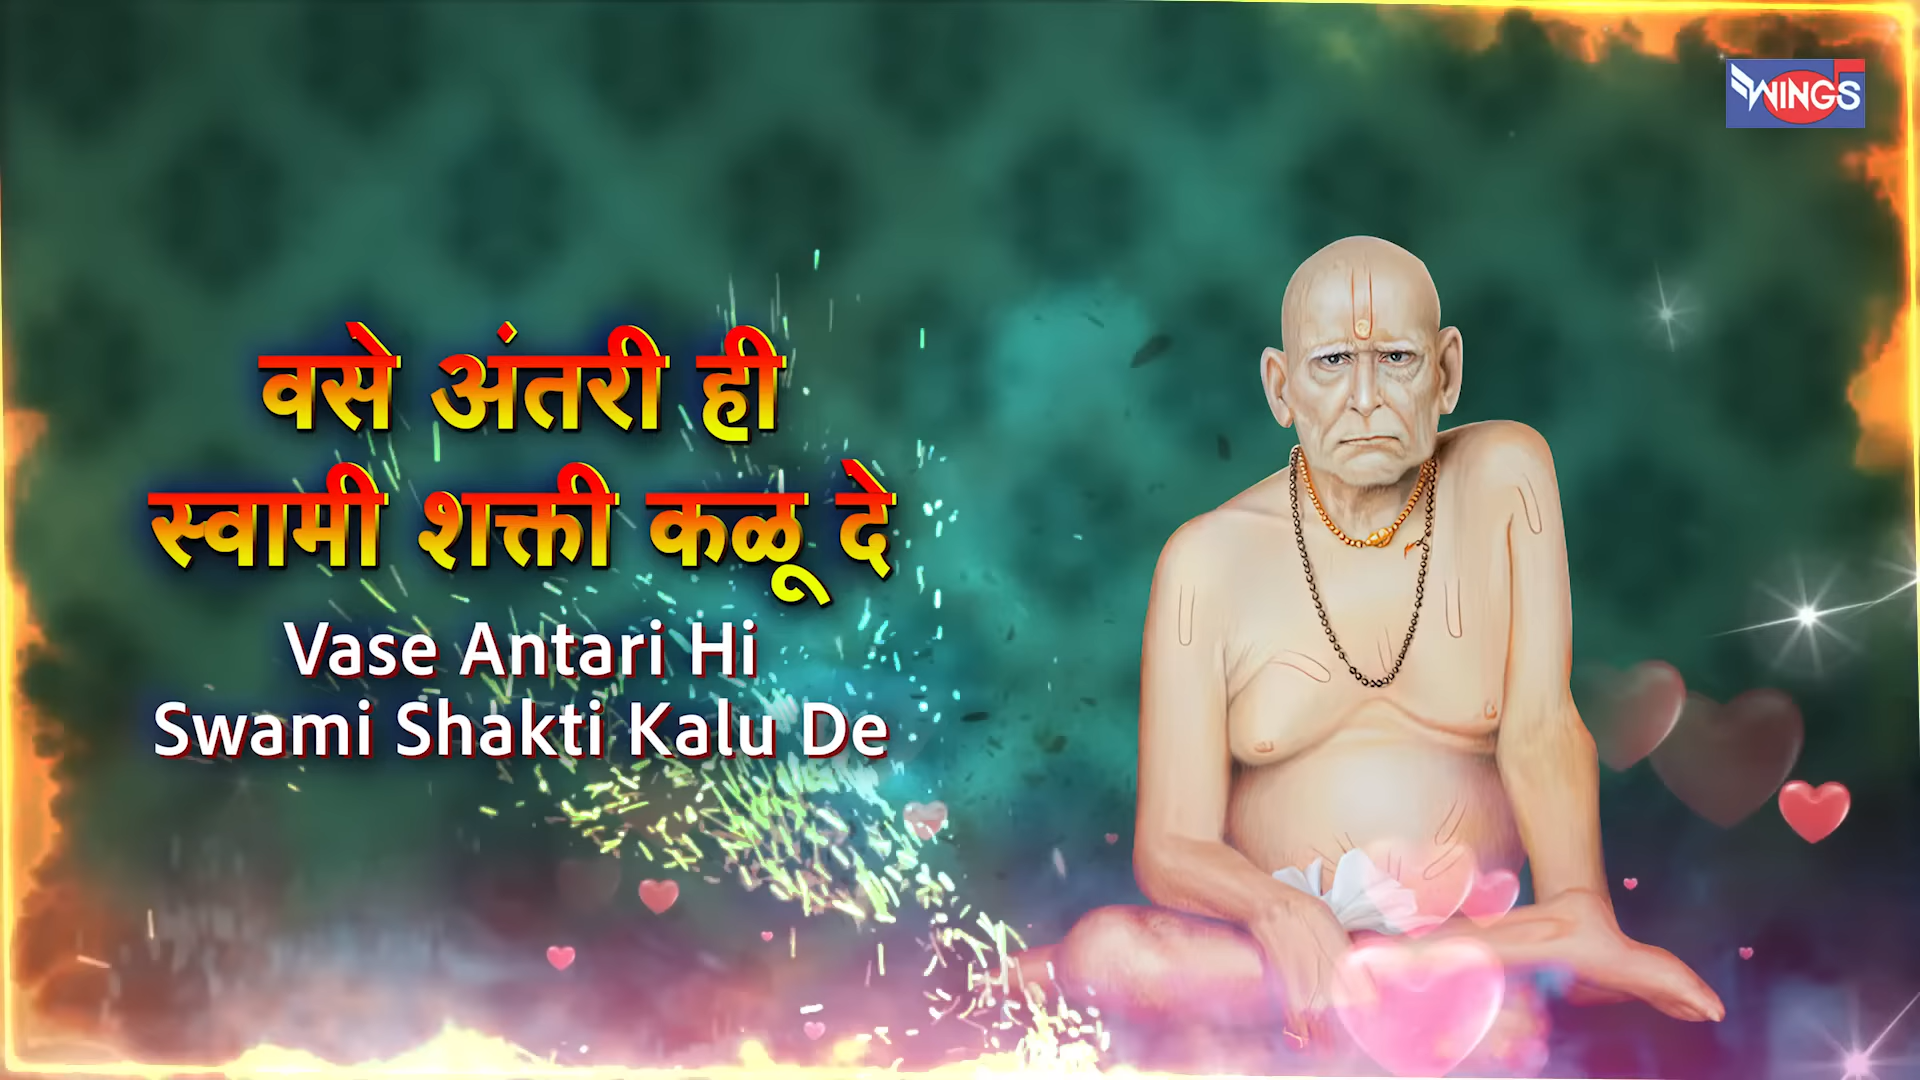 WINGS
वसे अंतरी ही
स्वामी शक्ती कळू दे
Vase Antari Hi
Swami Shakti Kalu De